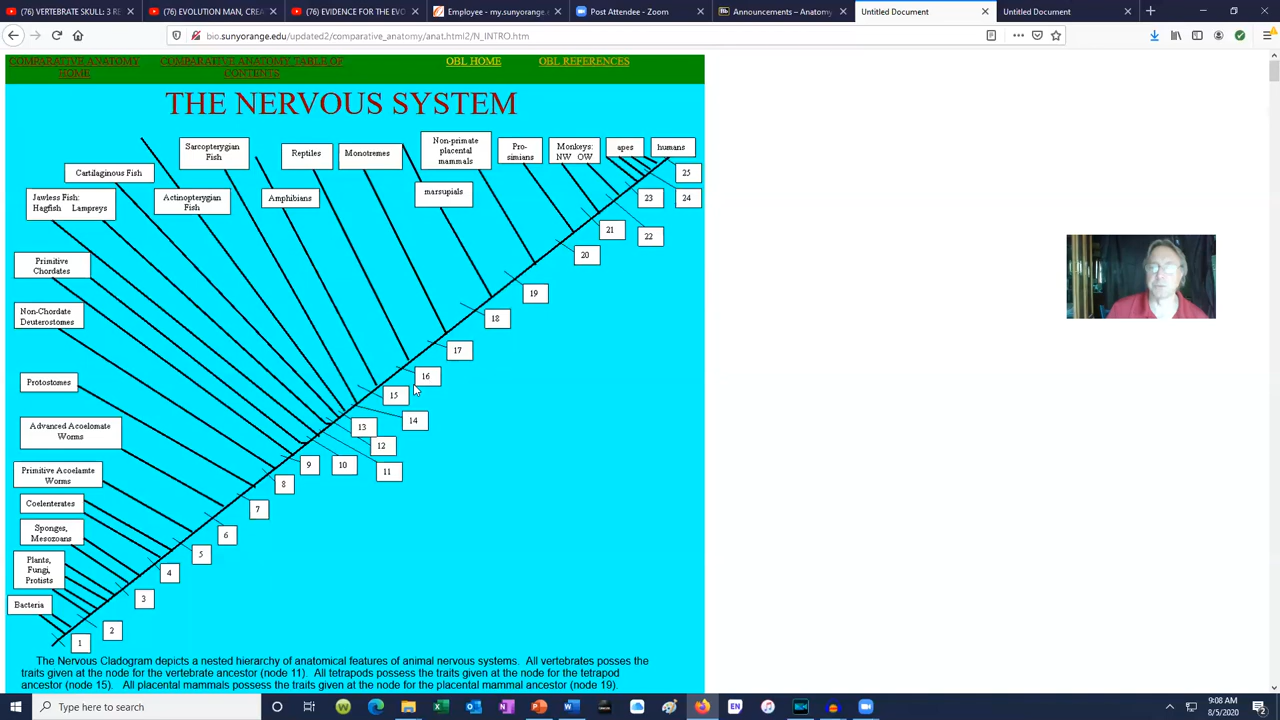 (76) VERTEBRATE SKULL: 3 RE
(76) EVOLUTION MAN, CREA
(76) EVIDENCE FOR THE EVO
Employee - my.sunyorange.e
Post Attendee - Zoom
Announcements – Anatomy
Untitled Document
Untitled Document
bio.sunyorange.edu/updated2/comparative_anatomy/anat.html2/N_INTRO.htm
COMPARATIVE ANATOMY
HOME
COMPARATIVE ANATOMY TABLE OF
CONTENTS
OBL HOME
OBL REFERENCES
THE NERVOUS SYSTEM
Sarcopterygian
Fish
Reptiles
Monotremes
Non-primate
placental
mammals
Pro-
simians
Monkeys:
NW OW
apes
humans
Cartilaginous Fish
25
Jawless Fish:
Hagfish Lampreys
Actinopterygian
Fish
Amphibians
marsupials
23
24
21
22
Primitive
Chordates
20
19
Non-Chordate
Deuterostomes
18
17
Protostomes
16
15
14
Advanced Acoelomate
Worms
13
12
Primitive Acoelamte
Worms
9
10
11
8
Coelenterates
7
Sponges,
Mesozoans
6
5
Plants,
Fungi,
Protists
4
3
Bacteria
2
1
The Nervous Cladogram depicts a nested hierarchy of anatomical features of animal nervous systems. All vertebrates posses the
traits given at the node for the vertebrate ancestor (node 11). All tetrapods possess the traits given at the node for the tetrapod
ancestor (node 15). All placental mammals possess the traits given at the node for the placental mammal ancestor (node 19).
Type here to search
EN
9:08 AM
8/5/2020